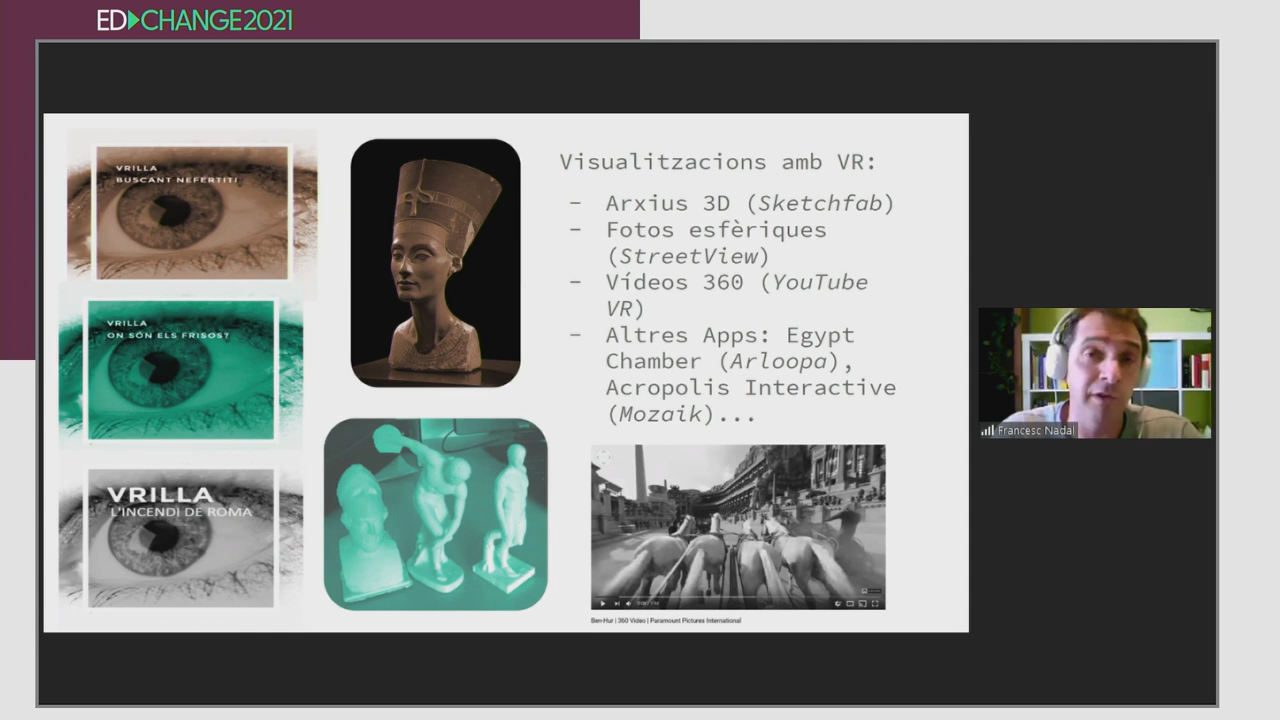 ED CHANGE2021
VRILLA
BUSCANT NEFERTITI
VRILLA
ON SÓN ELS FRISOS?
VRILLA
L'INCENDI DE ROMA
Visualitzacions amb VR:
- Arxius 3D (Sketchfab)
- Fotos esfèriques
(StreetView)
- Vídeos 360 (YouTube
VR)
- Altres Apps: Egypt
Chamber (Arloopa),
Acropolis Interactive
(Mozaik)...
Ben-Hur | 360 Video | Paramount Pictures International
Francesc Nadal